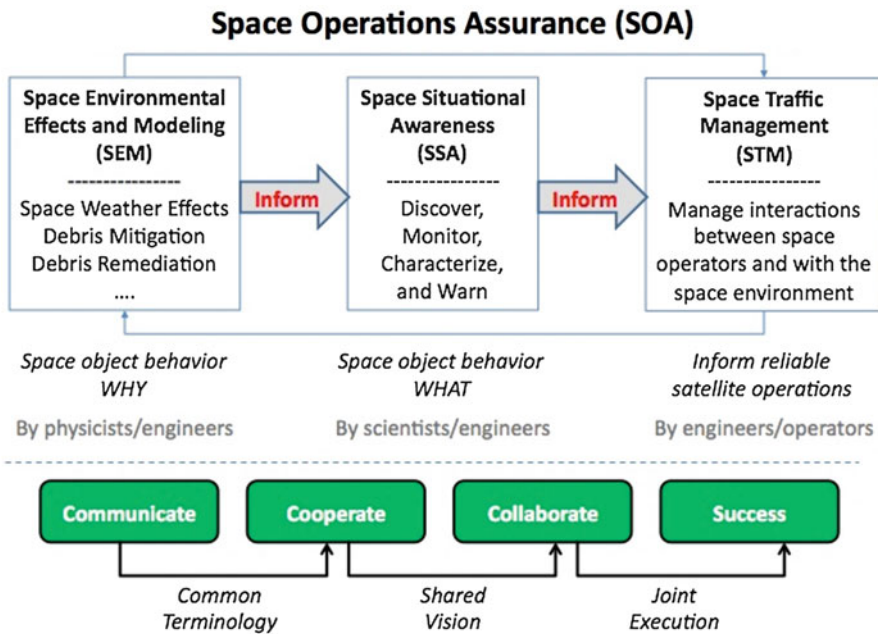 Space Operations Assurance (SOA)
Space Environmental
Effects and Modeling
(SEM)
----------------
Space Weather Effects
Debris Mitigation
Debris Remediation
....
Inform
Space Situational
Awareness
(SSA)
----------------
Discover,
Monitor,
Characterize,
and Warn
Inform
Space Traffic
Management
(STM)
----------------
Manage interactions
between space
operators and with the
space environment
Space object behavior
WHY
Space object behavior
WHAT
Inform reliable
satellite operations
By physicists/engineers
By scientists/engineers
By engineers/operators
Communicate
Cooperate
Collaborate
Success
Common
Terminology
Shared
Vision
Joint
Execution